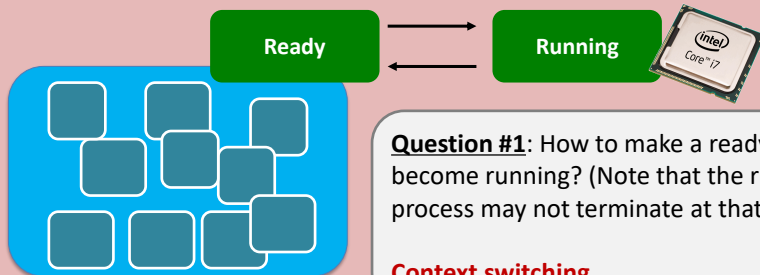 Ready
Running
intel
Core™ i7
Question #1: How to make a ready
become running? (Note that the r
process may not terminate at that
Context switching